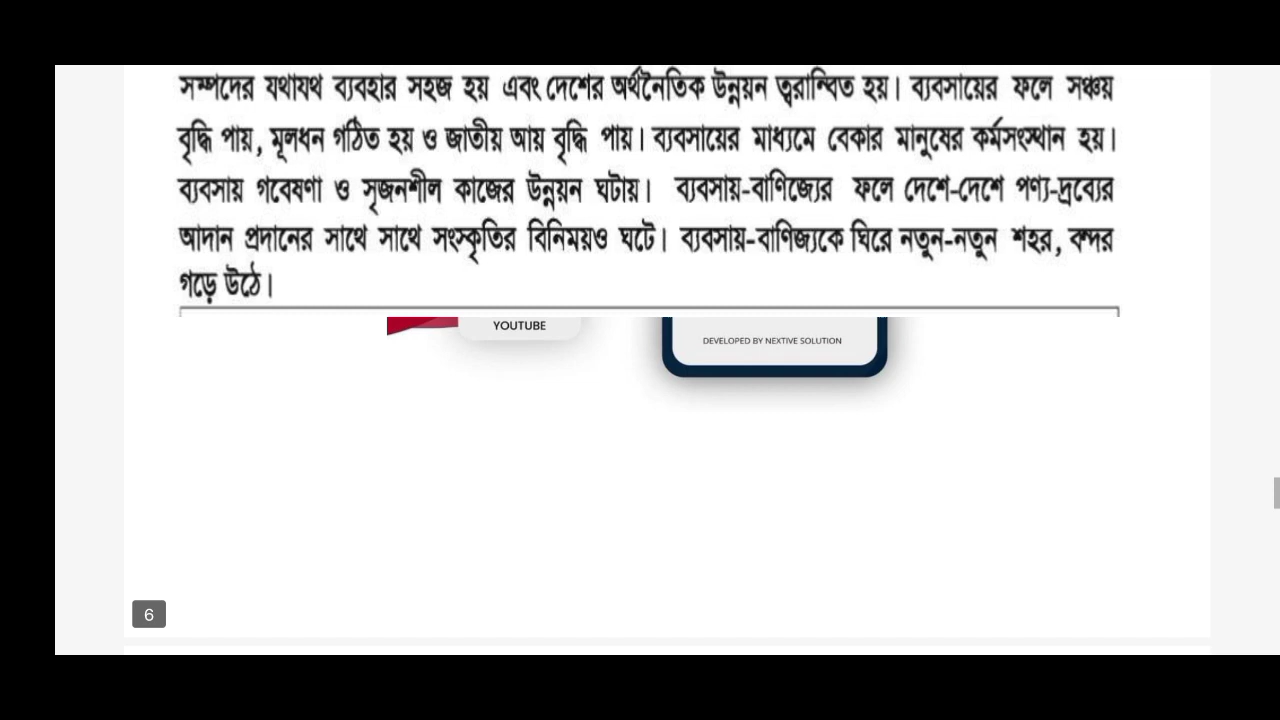 সম্পদের যথাযথ ব্যবহার সহজ হয় এবং দেশের অর্থনৈতিক উন্নয়ন ত্বরান্বিত হয়। ব্যবসায়ের ফলে সঞ্চয়
বৃদ্ধি পায়, মূলধন গঠিত হয় ও জাতীয় আয় বৃদ্ধি পায়। ব্যবসায়ের মাধ্যমে বেকার মানুষের কর্মসংস্থান হয়।
ব্যবসায় গবেষণা ও সৃজনশীল কাজের উন্নয়ন ঘটায়। ব্যবসায়-বাণিজ্যের ফলে দেশে-দেশে পণ্য-দ্রব্যের
আদান প্রদানের সাথে সাথে সংস্কৃতির বিনিময়ও ঘটে। ব্যবসায়-বাণিজ্যকে ঘিরে নতুন-নতুন শহর, বন্দর
গড়ে উঠে।
YOUTUBE
DEVELOPED BY NEXTIVE SOLUTION
6